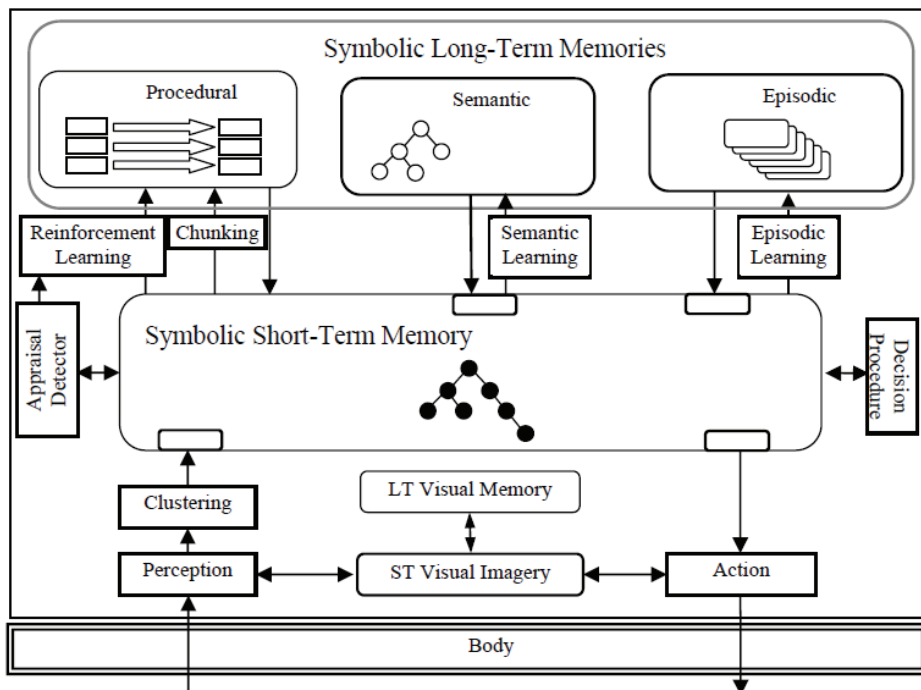 Symbolic Long-Term Memories
Procedural
Semantic
Episodic
Reinforcement
Learning
Chunking
Semantic
Learning
Episodic
Learning
Symbolic Short-Term Memory
Appraisal
Detector
Decision
Procedure
Clustering
LT Visual Memory
Perception
ST Visual Imagery
Action
Body